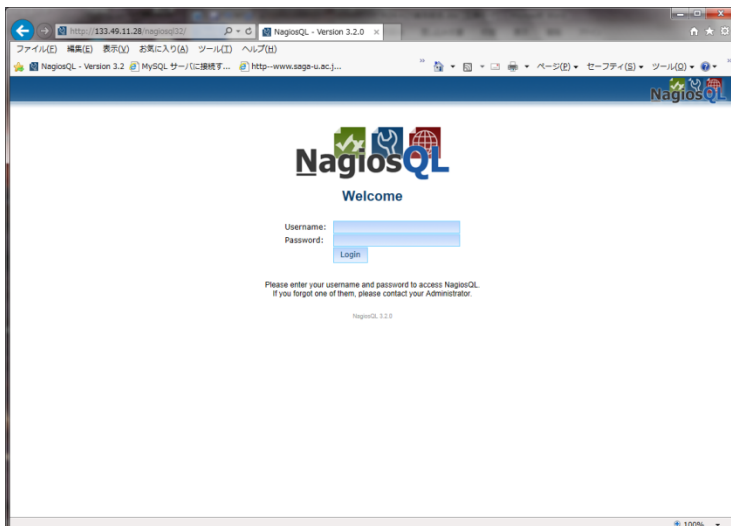 http://133.49.11.28/nagiosql32/
NagiosQL - Version 3.2.0
ファイル(F) 編集(E) 表示(V) お気に入り(A) ツール(T) ヘルプ(H)
NagiosQL - Version 3.2 MySQL サーバに接続す... http--www.saga-u.ac.j... ページ(P) セーフティ(S) ツール(O)
NagiosQL
NagiosQL
Welcome
Username:
Password:
Login
Please enter your username and password to access NagiosQL.
If you forgot one of them, please contact your Administrator.
NagiosQL 3.2.0
100%